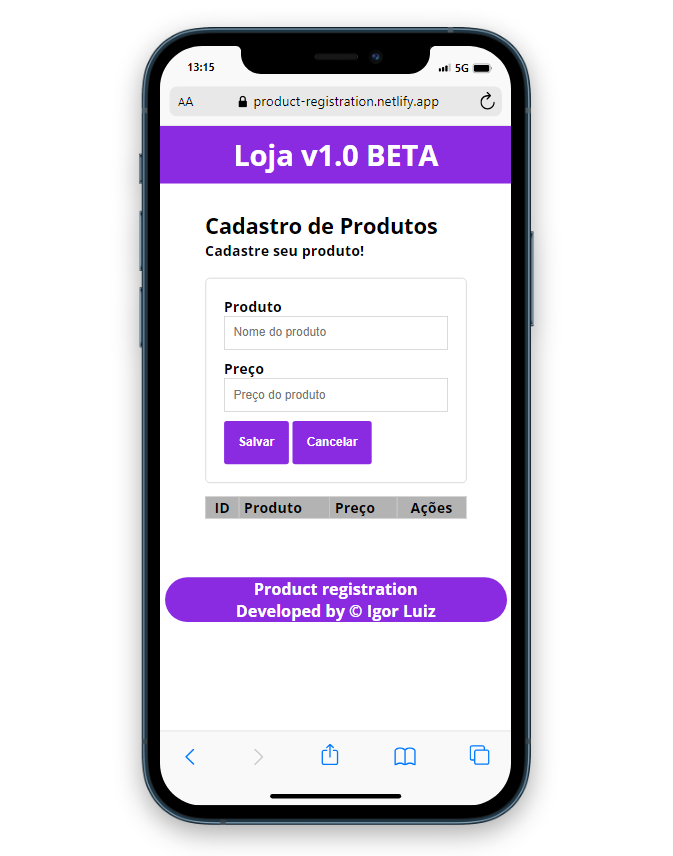 13:15
5G
AA
product-registration.netlify.app
Loja v1.0 BETA
Cadastro de Produtos
Cadastre seu produto!
Produto
Nome do produto
Preço
Preço do produto
Salvar Cancelar
ID Produto Preço Ações
Product registration
Developed by © Igor Luiz